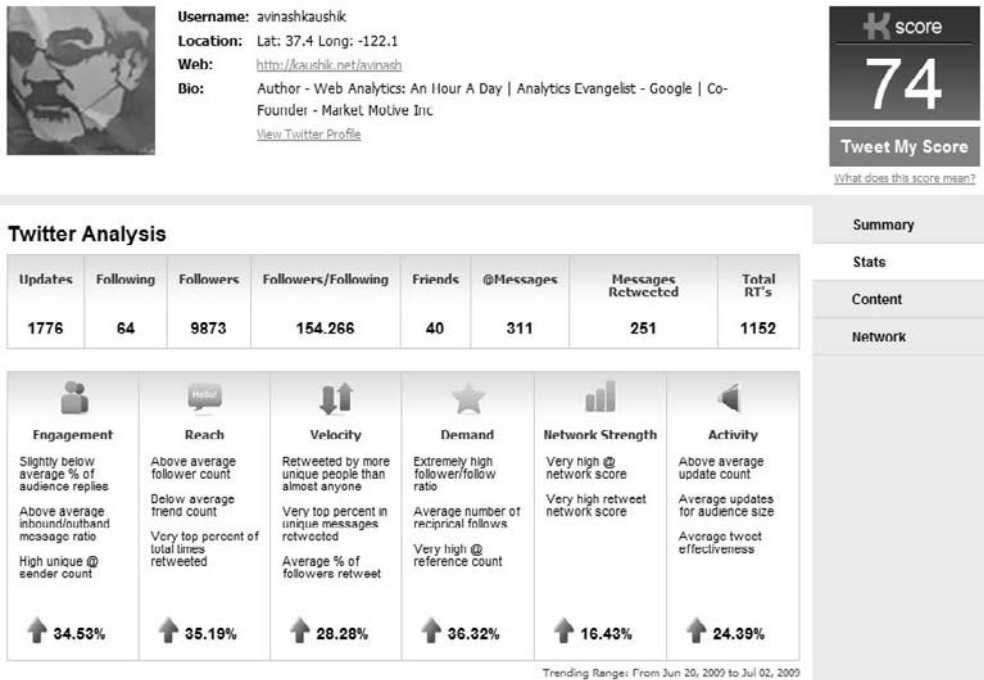 Username: avinashkaushik
Location: Lat: 37.4 Long: -122.1
Web: http://kaushik.net/avinash
Bio: Author - Web Analytics: An Hour A Day | Analytics Evangelist - Google | Co-
Founder - Market Motive Inc
View Twitter Profile
K score
74
Tweet My Score
What does this score mean?
Summary
Stats
Content
Network
Twitter Analysis
Updates Following Followers Followers/Following Friends @Messages Messages Retweeted Total RT's
1776 64 9873 154.266 40 311 251 1152
Hello!
Engagement
Slightly below
average % of
audience replies
Above average
inbound/outband
message ratio
High unique @
sender count
34.53%
Reach
Above average
follower count
Below average
friend count
Very top percent of
total times
retweeted
35.19%
Velocity
Retweeted by more
unique people than
almost anyone
Very top percent in
unique messages
retweeted
Average % of
followers retweet
28.28%
Demand
Extremely high
follower/follow
ratio
Average number of
reciprical follows
Very high @
reference count
36.32%
Network Strength
Very high @
network score
Very high retweet
network score
16.43%
Activity
Above average
update count
Average updates
for audience size
Average tweet
effectiveness
24.39%
Trending Range: From Jun 20, 2009 to Jul 02, 2009